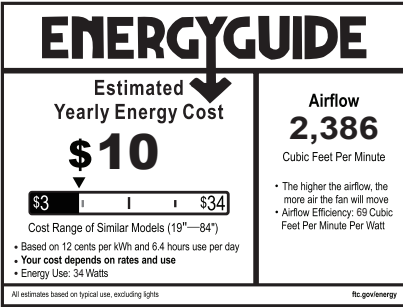 ENERGYGUIDE
Estimated
Yearly Energy Cost
$10
$3 $34
Cost Range of Similar Models (19"—84")
• Based on 12 cents per kWh and 6.4 hours use per day
• Your cost depends on rates and use
• Energy Use: 34 Watts
Airflow
2,386
Cubic Feet Per Minute
• The higher the airflow, the
more air the fan will move
• Airflow Efficiency: 69 Cubic
Feet Per Minute Per Watt
All estimates based on typical use, excluding lights
ftc.gov/energy